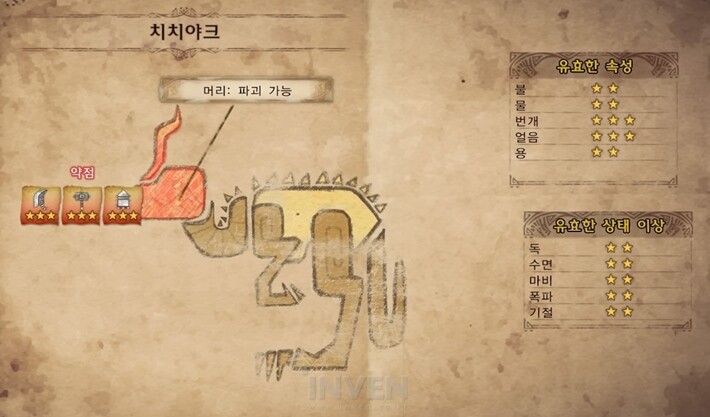 치치야크
머리: 파괴 가능
약점
유효한 속성
불
물
번개
얼음
용
유효한 상태 이상
독
수면
마비
폭파
기절
INVEN